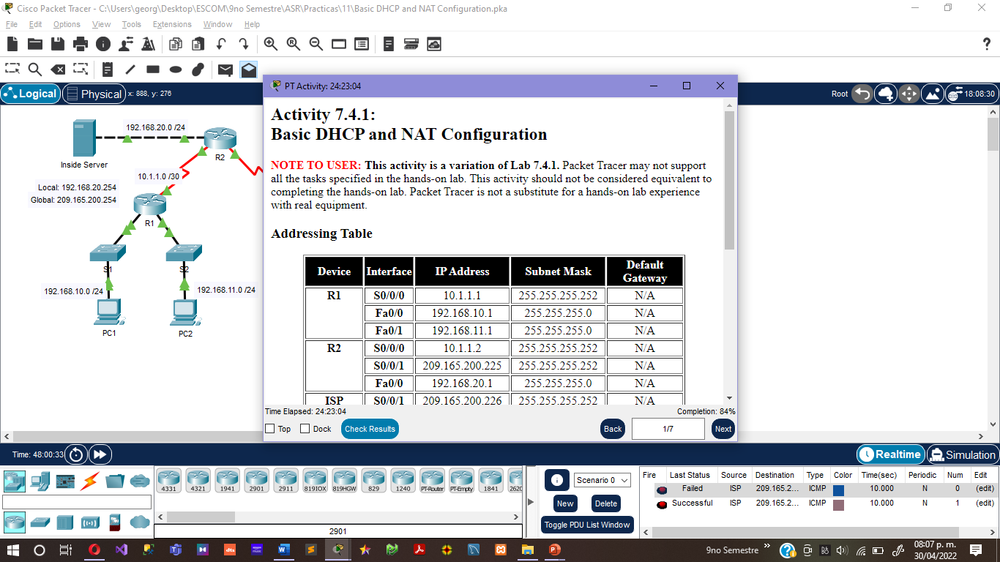 Cisco Packet Tracer - C:\Users\georg\Desktop\ESCOM\9no Semestre\ASR\Practicas\11\Basic DHCP and NAT Configuration.pka
File Edit Options View Tools Extensions Window Help
Logical Physical x: 888, y: 276
Root 18:08:30
PT Activity: 24:23:04
Activity 7.4.1:
Basic DHCP and NAT Configuration
NOTE TO USER: This activity is a variation of Lab 7.4.1. Packet Tracer may not support
all the tasks specified in the hands-on lab. This activity should not be considered equivalent to
completing the hands-on lab. Packet Tracer is not a substitute for a hands-on lab experience
with real equipment.
Addressing Table
Device Interface IP Address Subnet Mask Default Gateway
R1 S0/0/0 10.1.1.1 255.255.255.252 N/A
Fa0/0 192.168.10.1 255.255.255.0 N/A
Fa0/1 192.168.11.1 255.255.255.0 N/A
R2 S0/0/0 10.1.1.2 255.255.255.252 N/A
S0/0/1 209.165.200.225 255.255.255.252 N/A
Fa0/0 192.168.20.1 255.255.255.0 N/A
ISP S0/0/1 209.165.200.226 255.255.255.252 N/A
Time Elapsed: 24:23:04 Completion: 84%
Top Dock Check Results Back 1/7 Next
192.168.20.0 /24
R2
Inside Server
10.1.1.0 /30
Local: 192.168.20.254
Global: 209.165.200.254
R1
S1 S2
192.168.10.0 /24 192.168.11.0 /24
PC1 PC2
Time: 48:00:33
Realtime Simulation
4331 4321 1941 2901 2911 819IOX 819HGW 829 1240 PT-Router PT-Empty 1841 2620
2901
Scenario 0
New Delete
Toggle PDU List Window
Fire Last Status Source Destination Type Color Time(sec) Periodic Num Edit
Failed ISP 209.165.2... ICMP 10.000 N 0 (edit)
Successful ISP 209.165.2... ICMP 10.000 N 1 (edit)
9no Semestre
08:07 p. m.
30/04/2022